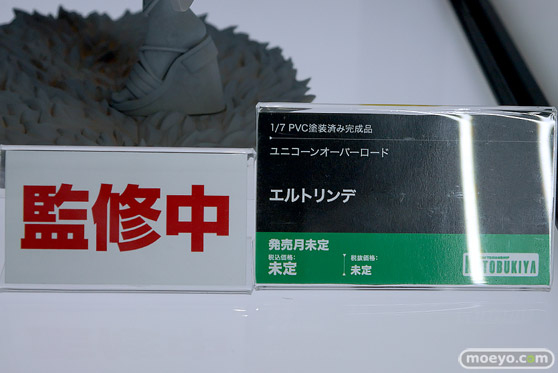 監修中
1/7 PVC塗装済み完成品
ユニコーンオーバーロード
エルトリンデ
発売月未定
税込価格:
未定
税抜価格:
未定
KOTOBUKIYA
moeyo.com